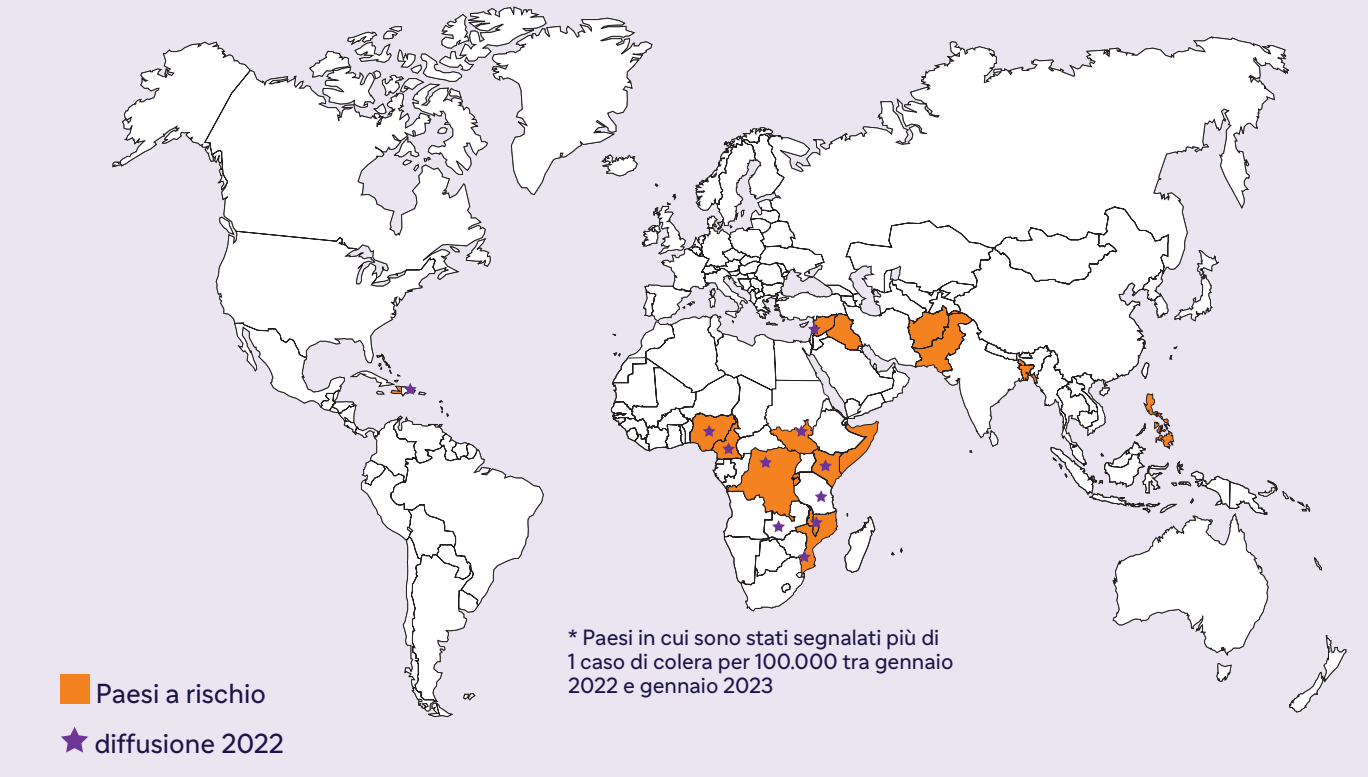 * Paesi in cui sono stati segnalati più di
1 caso di colera per 100.000 tra gennaio
2022 e gennaio 2023
Paesi a rischio
diffusione 2022